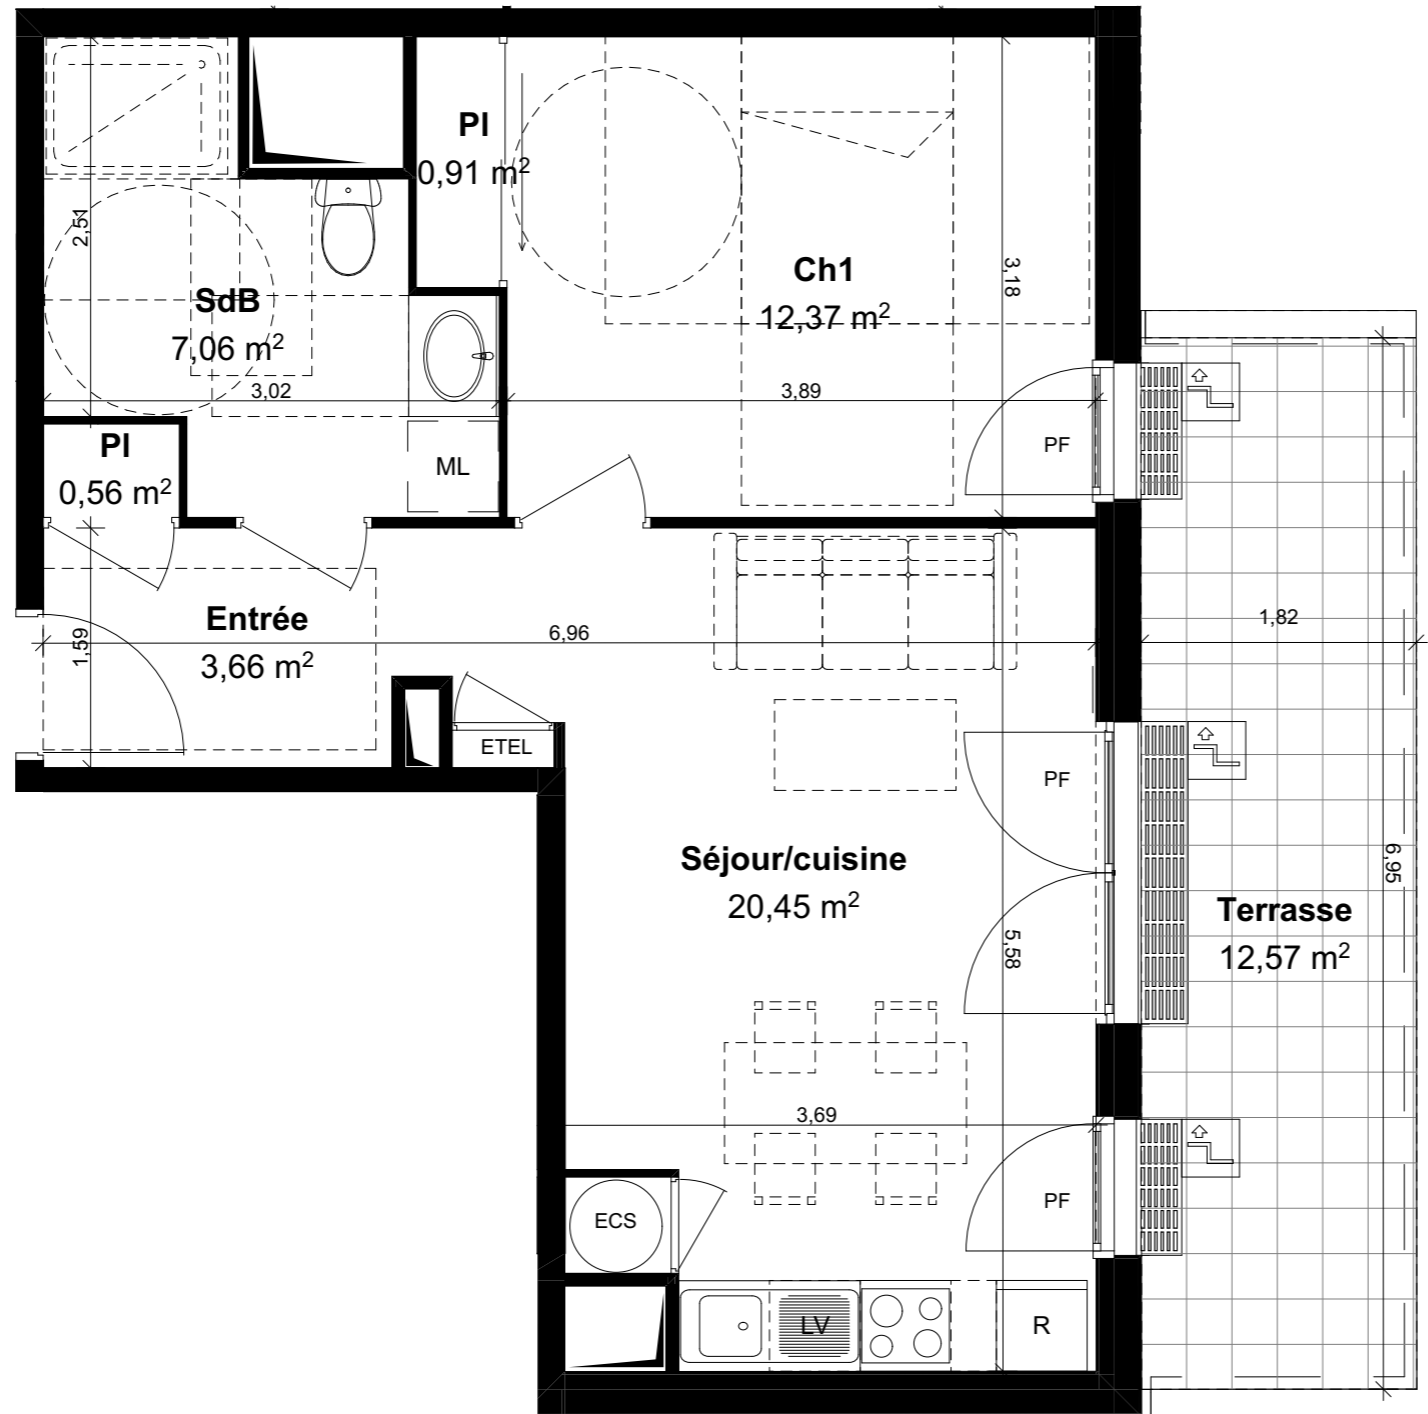 Pl
0,91 m²
Ch1
12,37 m²
2,51
3,18
SdB
7,06 m²
3,02
3,89
Pl
0,56 m²
ML
PF
Entrée
3,66 m²
1,59
6,96
1,82
ETEL
PF
Séjour/cuisine
20,45 m²
5,58
6,95
Terrasse
12,57 m²
3,69
PF
ECS
LV
R